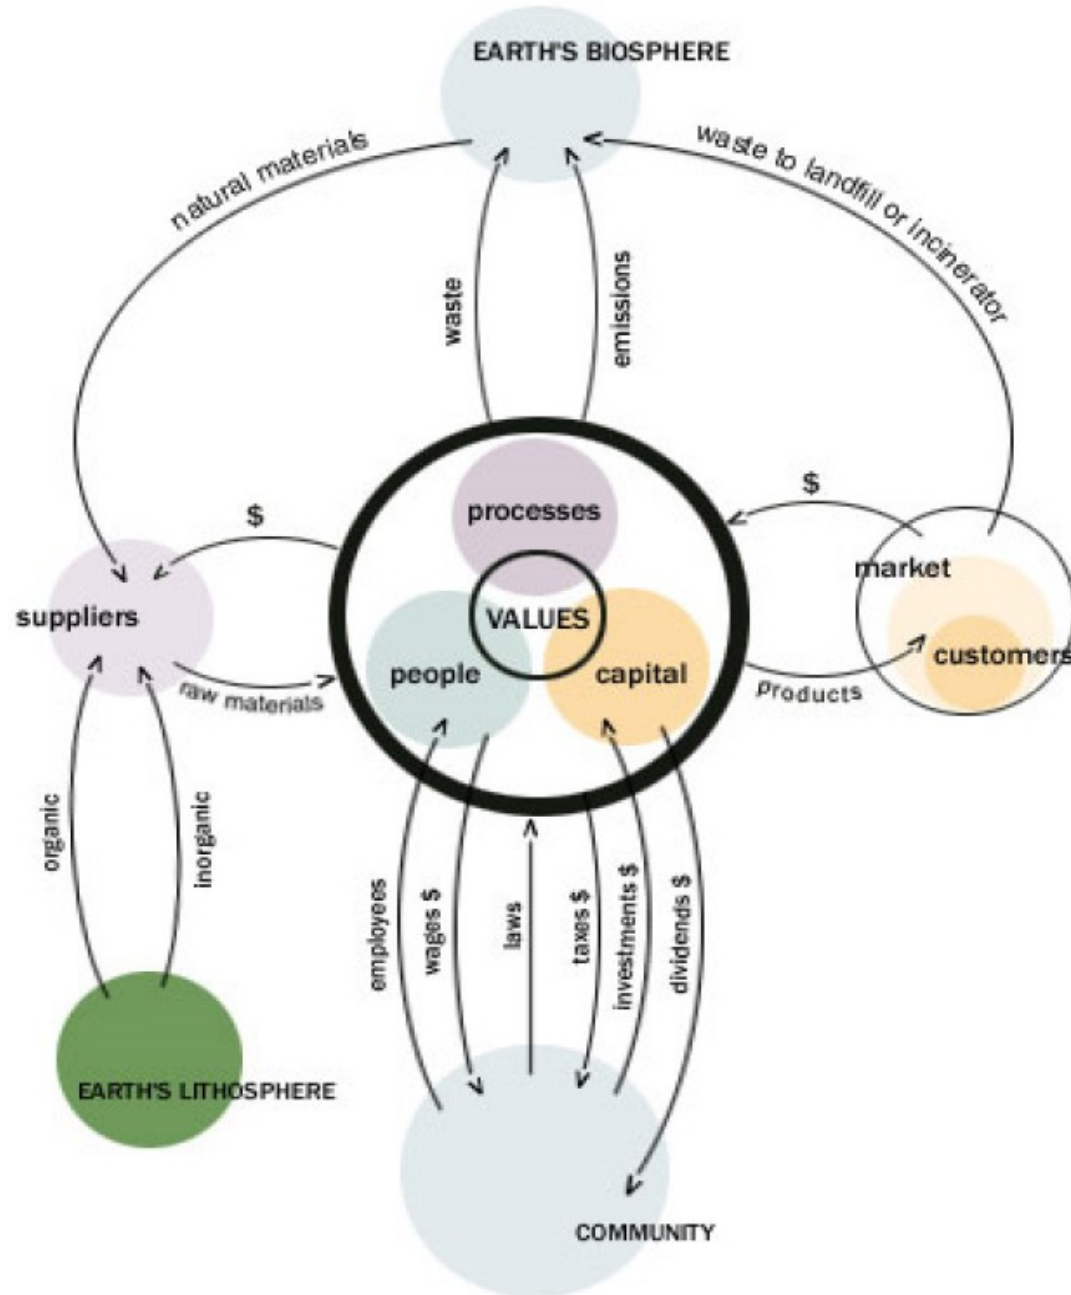 EARTH'S BIOSPHERE
natural materials
waste to landfill or incinerator
waste
emissions
$
processes
$
market
suppliers
VALUES
customers
people
capital
raw materials
products
organic
inorganic
employees
wages $
laws
taxes $
investments $
dividends $
EARTH'S LITHOSPHERE
COMMUNITY